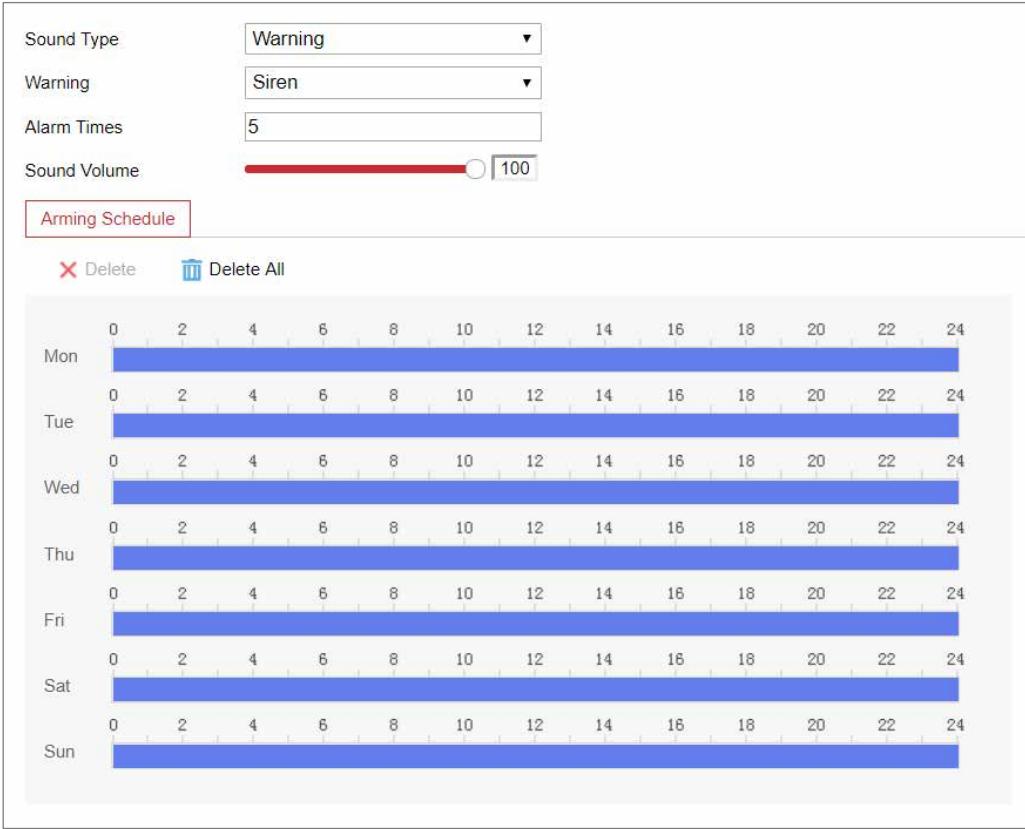 Sound Type Warning
Warning Siren
Alarm Times 5
Sound Volume 100
Arming Schedule
Delete Delete All
0 2 4 6 8 10 12 14 16 18 20 22 24
Mon
0 2 4 6 8 10 12 14 16 18 20 22 24
Tue
0 2 4 6 8 10 12 14 16 18 20 22 24
Wed
0 2 4 6 8 10 12 14 16 18 20 22 24
Thu
0 2 4 6 8 10 12 14 16 18 20 22 24
Fri
0 2 4 6 8 10 12 14 16 18 20 22 24
Sat
0 2 4 6 8 10 12 14 16 18 20 22 24
Sun